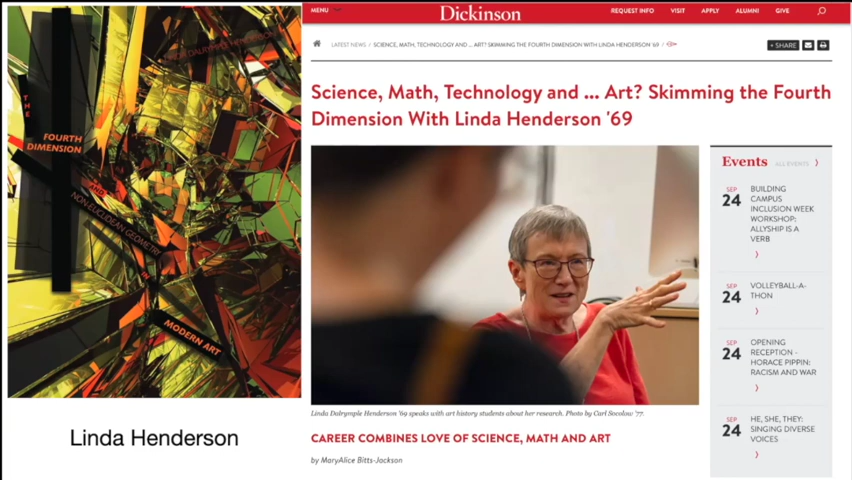 MENU
Dickinson
REQUEST INFO
VISIT
APPLY
ALUMNI
GIVE
LATEST NEWS / SCIENCE, MATH, TECHNOLOGY AND ... ART? SKIMMING THE FOURTH DIMENSION WITH LINDA HENDERSON '69 /
+ SHARE
Science, Math, Technology and ... Art? Skimming the Fourth
Dimension With Linda Henderson '69
THE
FOURTH
DIMENSION
AND
NON-EUCLIDEAN GEOMETRY
IN
MODERN ART
Linda Henderson
Linda Dalrymple Henderson '69 speaks with art history students about her research. Photo by Carl Socolow '77.
CAREER COMBINES LOVE OF SCIENCE, MATH AND ART
by MaryAlice Bitts-Jackson
Events
ALL EVENTS
SEP
24
BUILDING
CAMPUS
INCLUSION WEEK
WORKSHOP:
ALLYSHIP IS A
VERB
SEP
24
VOLLEYBALL-A-
THON
SEP
24
OPENING
RECEPTION -
HORACE PIPPIN:
RACISM AND WAR
SEP
24
HE, SHE, THEY:
SINGING DIVERSE
VOICES